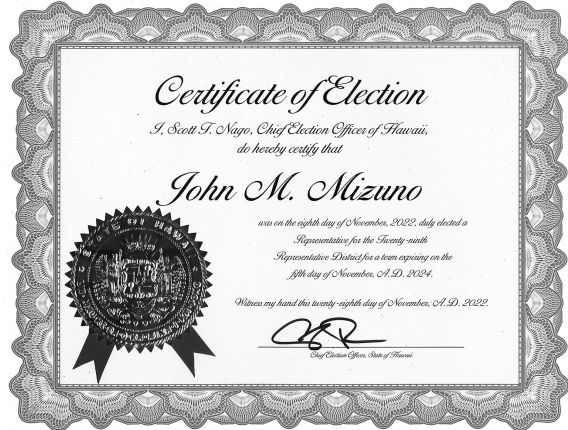 Certificate of Election
I, Scott T. Nago, Chief Election Officer of Hawaii,
do hereby certify that
John M. Mizuno
was on the eighth day of November, 2022, duly elected a
Representative for the Twenty-ninth
Representative District for a term expiring on the
fifth day of November, A.D. 2024.
Witness my hand this twenty-eighth day of November, A.D. 2022.
Chief Election Officer, State of Hawaii
STATE OF HAWA